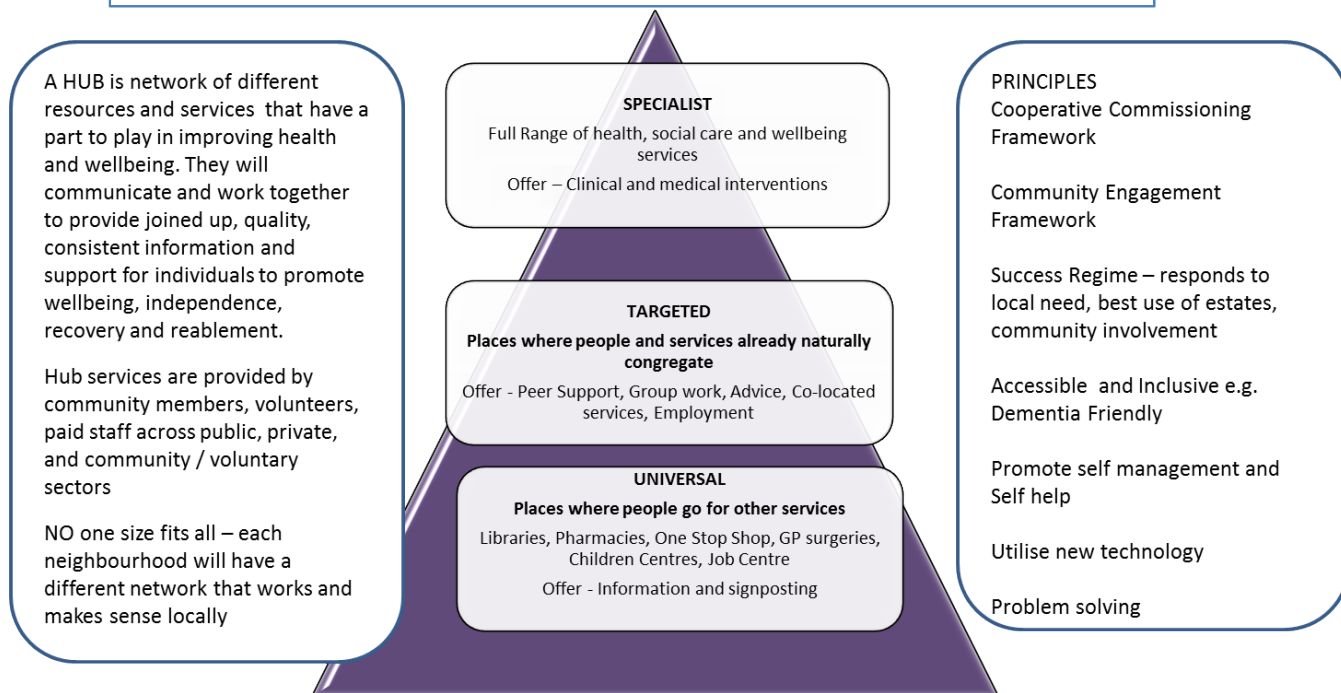 A HUB is network of different
resources and services that have a
part to play in improving health
and wellbeing. They will
communicate and work together
to provide joined up, quality,
consistent information and
support for individuals to promote
wellbeing, independence,
recovery and reablement.
Hub services are provided by
community members, volunteers,
paid staff across public, private,
and community / voluntary
sectors
NO one size fits all – each
neighbourhood will have a
different network that works and
makes sense locally
SPECIALIST
Full Range of health, social care and wellbeing
services
Offer – Clinical and medical interventions
TARGETED
Places where people and services already naturally
congregate
Offer - Peer Support, Group work, Advice, Co-located
services, Employment
UNIVERSAL
Places where people go for other services
Libraries, Pharmacies, One Stop Shop, GP surgeries,
Children Centres, Job Centre
Offer - Information and signposting
PRINCIPLES
Cooperative Commissioning
Framework
Community Engagement
Framework
Success Regime – responds to
local need, best use of estates,
community involvement
Accessible and Inclusive e.g.
Dementia Friendly
Promote self management and
Self help
Utilise new technology
Problem solving